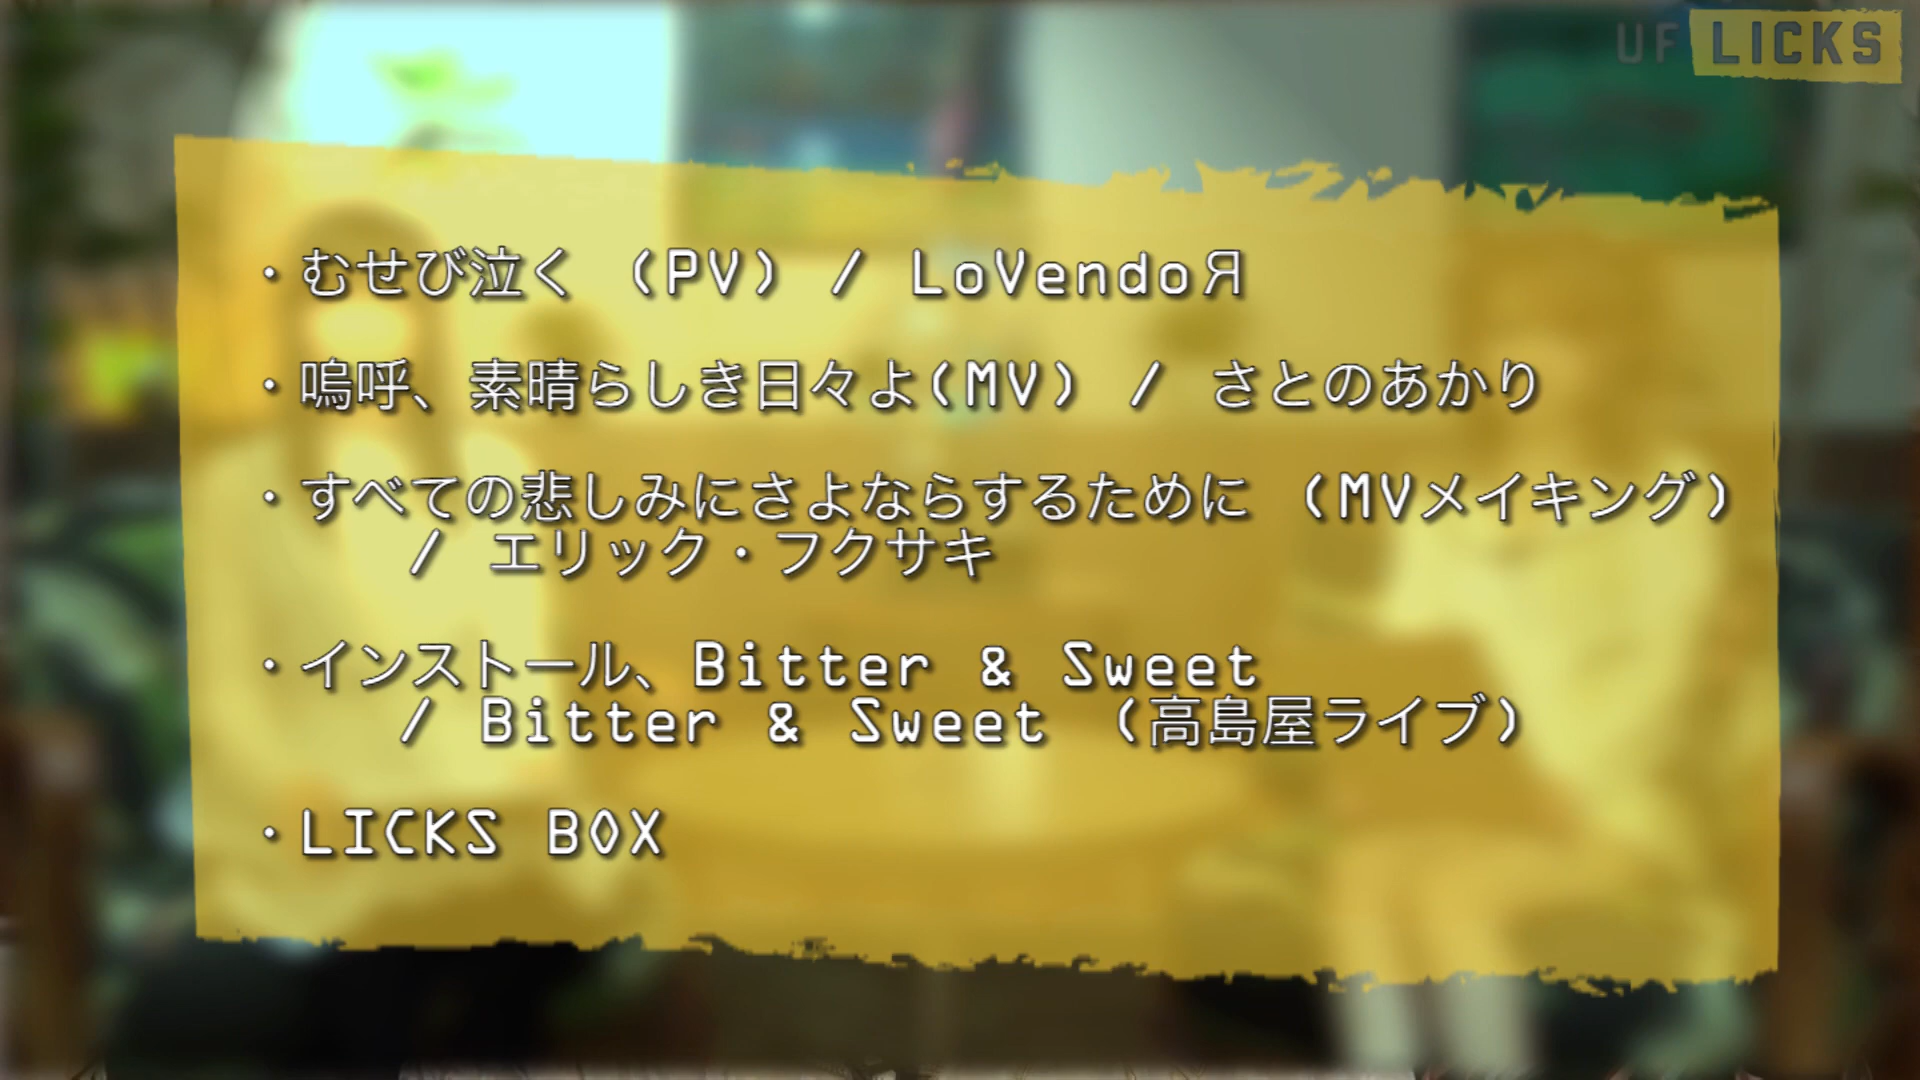 UF LICKS
・むせび泣く (PV) / LoVendoЯ
・嗚呼、素晴らしき日々よ(MV) / さとのあかり
・すべての悲しみにさよならするために (MVメイキング)
/ エリック・フクサキ
・インストール、Bitter & Sweet
/ Bitter & Sweet (高島屋ライブ)
・LICKS BOX